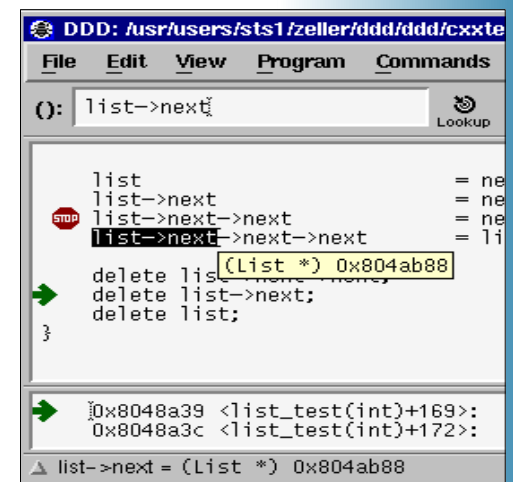 DDD: /usr/users/sts1/zeller/ddd/ddd/cxxte
File Edit View Program Commands
(): list->next
Lookup
list = ne
list->next = ne
STOP list->next->next = ne
list->next->next->next = li
(List *) 0x804ab88
delete list->next->next;
delete list->next;
delete list;
}
0x8048a39 <list_test(int)+169>:
0x8048a3c <list_test(int)+172>:
list->next = (List *) 0x804ab88